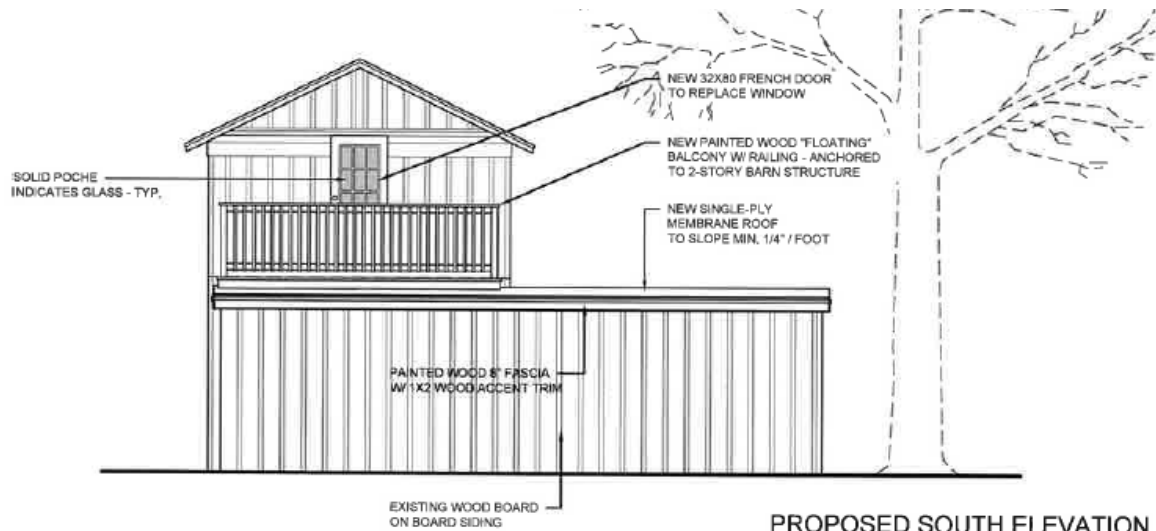 NEW 32X80 FRENCH DOOR
TO REPLACE WINDOW
NEW PAINTED WOOD "FLOATING"
BALCONY W/ RAILING - ANCHORED
TO 2-STORY BARN STRUCTURE
SOLID POCHE
INDICATES GLASS - TYP.
NEW SINGLE-PLY
MEMBRANE ROOF
TO SLOPE MIN. 1/4" / FOOT
PAINTED WOOD 8" FASCIA
W/ 1X2 WOOD ACCENT TRIM
EXISTING WOOD BOARD
ON BOARD SIDING
PROPOSED SOUTH ELEVATION